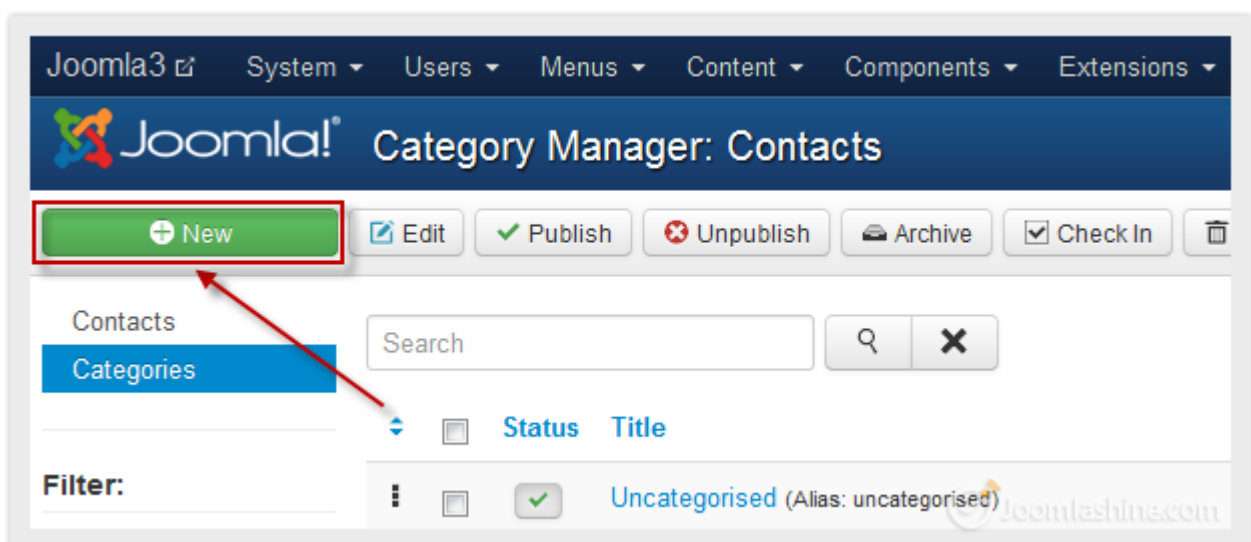 Joomla3 System Users Menus Content Components Extensions
Joomla!® Category Manager: Contacts
New Edit Publish Unpublish Archive Check In
Contacts
Search
Categories
Status Title
Filter:
Uncategorised (Alias: uncategorised)
Joomlashine.com